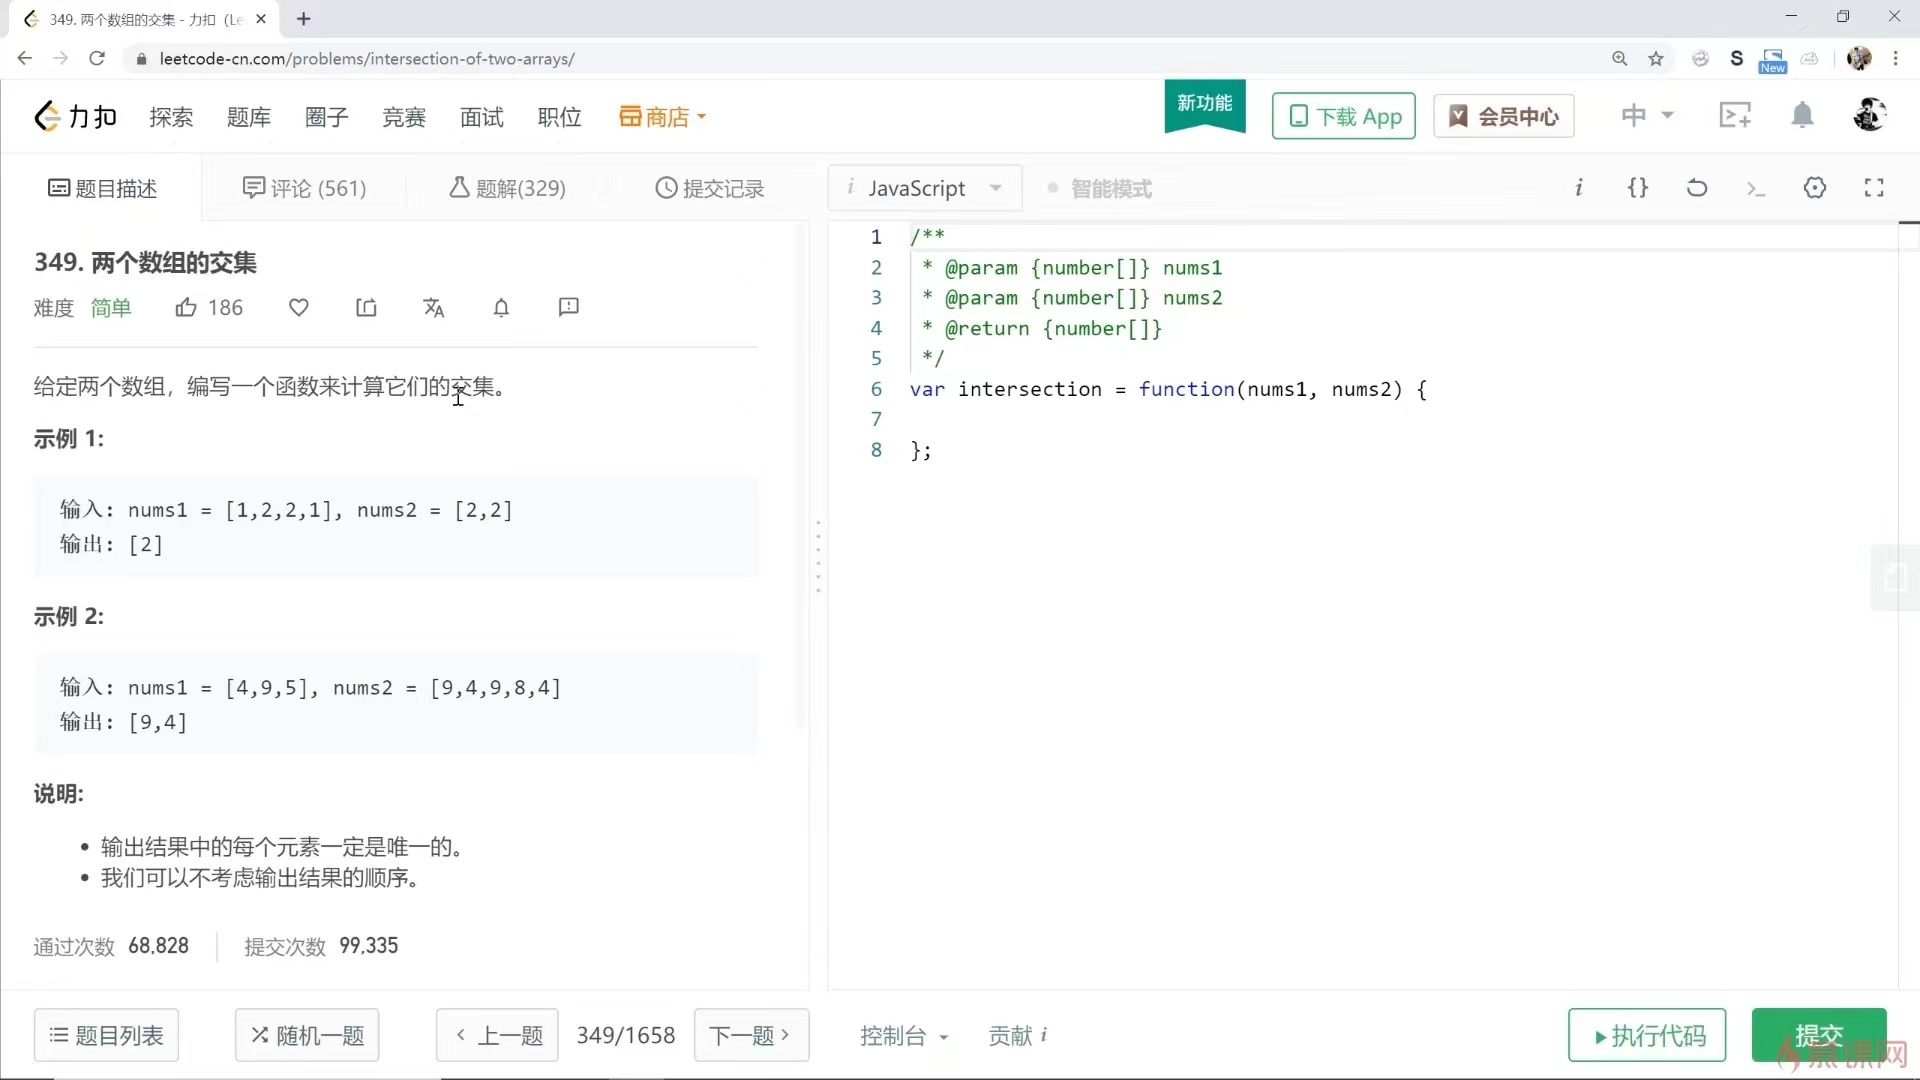 349. 两个数组的交集 - 力扣（Le
leetcode-cn.com/problems/intersection-of-two-arrays/
New
力扣 探索 题库 圈子 竞赛 面试 职位 商店 新功能 下载 App 会员中心 中
题目描述 评论 (561) 题解(329) 提交记录 i JavaScript 智能模式 i {} >_
349. 两个数组的交集
难度 简单 186
给定两个数组，编写一个函数来计算它们的交集。
示例 1:
输入: nums1 = [1,2,2,1], nums2 = [2,2]
输出: [2]
示例 2:
输入: nums1 = [4,9,5], nums2 = [9,4,9,8,4]
输出: [9,4]
说明:
• 输出结果中的每个元素一定是唯一的。
• 我们可以不考虑输出结果的顺序。
通过次数 68,828 提交次数 99,335
1 /**
2 * @param {number[]} nums1
3 * @param {number[]} nums2
4 * @return {number[]}
5 */
6 var intersection = function(nums1, nums2) {
7
8 };
题目列表 随机一题 上一题 349/1658 下一题 控制台 贡献 i 执行代码 提交
慕课网